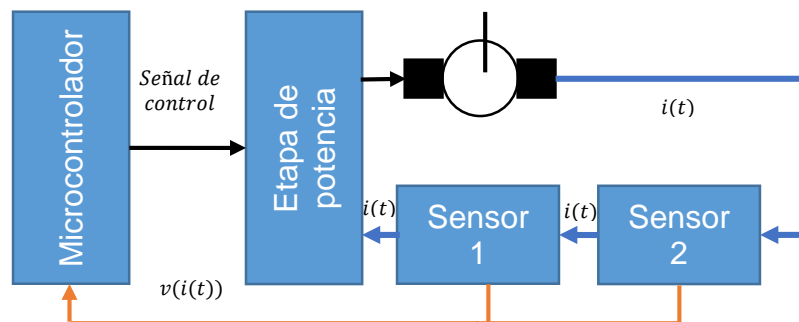 Microcontrolador
Señal de
control
Etapa de
potencia
i(t)
i(t)
Sensor
1
i(t)
Sensor
2
v(i(t))